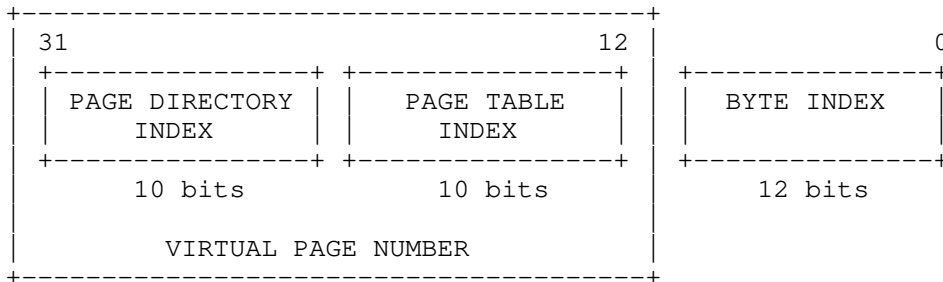 31 12 0
PAGE DIRECTORY PAGE TABLE BYTE INDEX
INDEX INDEX
10 bits 10 bits 12 bits
VIRTUAL PAGE NUMBER